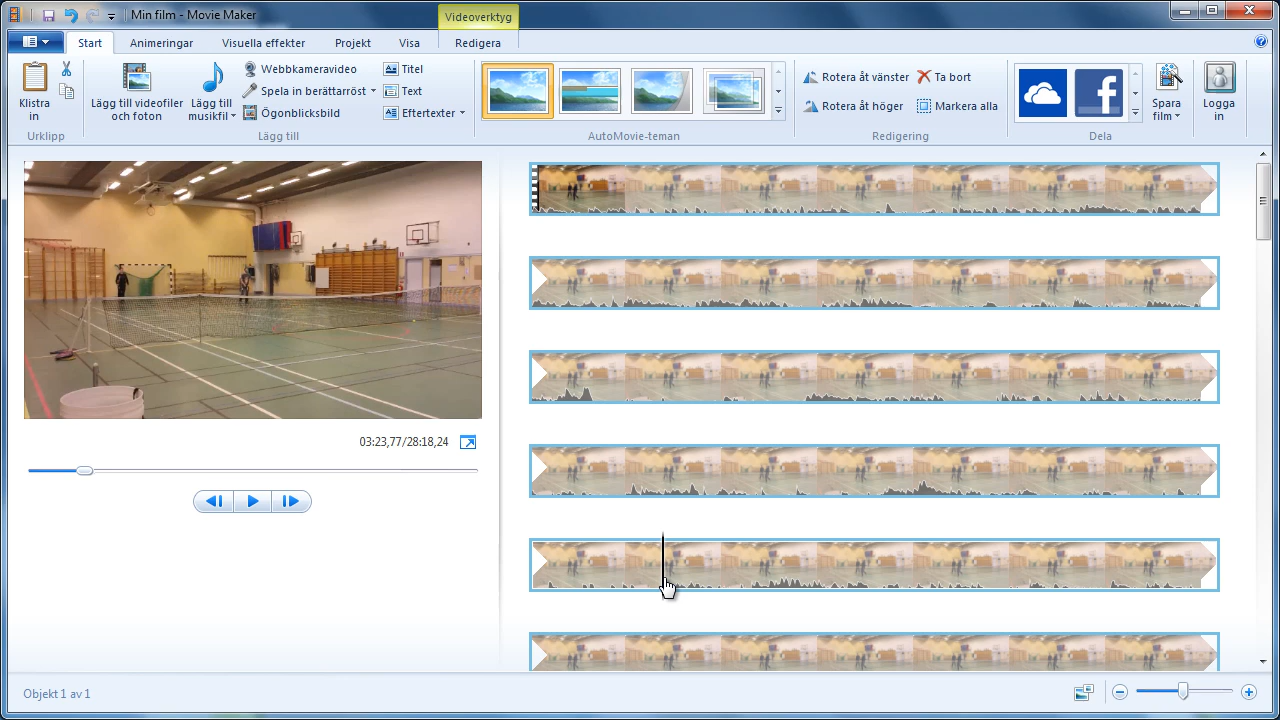 Min film - Movie Maker
Videoverktyg
Start
Animeringar
Visuella effekter
Projekt
Visa
Redigera
Klistra
in
Urklipp
Lägg till videofiler
och foton
Lägg till
musikfil
Webbkameravideo
Spela in berättarröst
Ögonblicksbild
Lägg till
Titel
Text
Eftertexter
AutoMovie-teman
Rotera åt vänster
Rotera åt höger
Ta bort
Markera alla
Redigering
Dela
Spara
film
Logga
in
03:23,77/28:18,24
Objekt 1 av 1